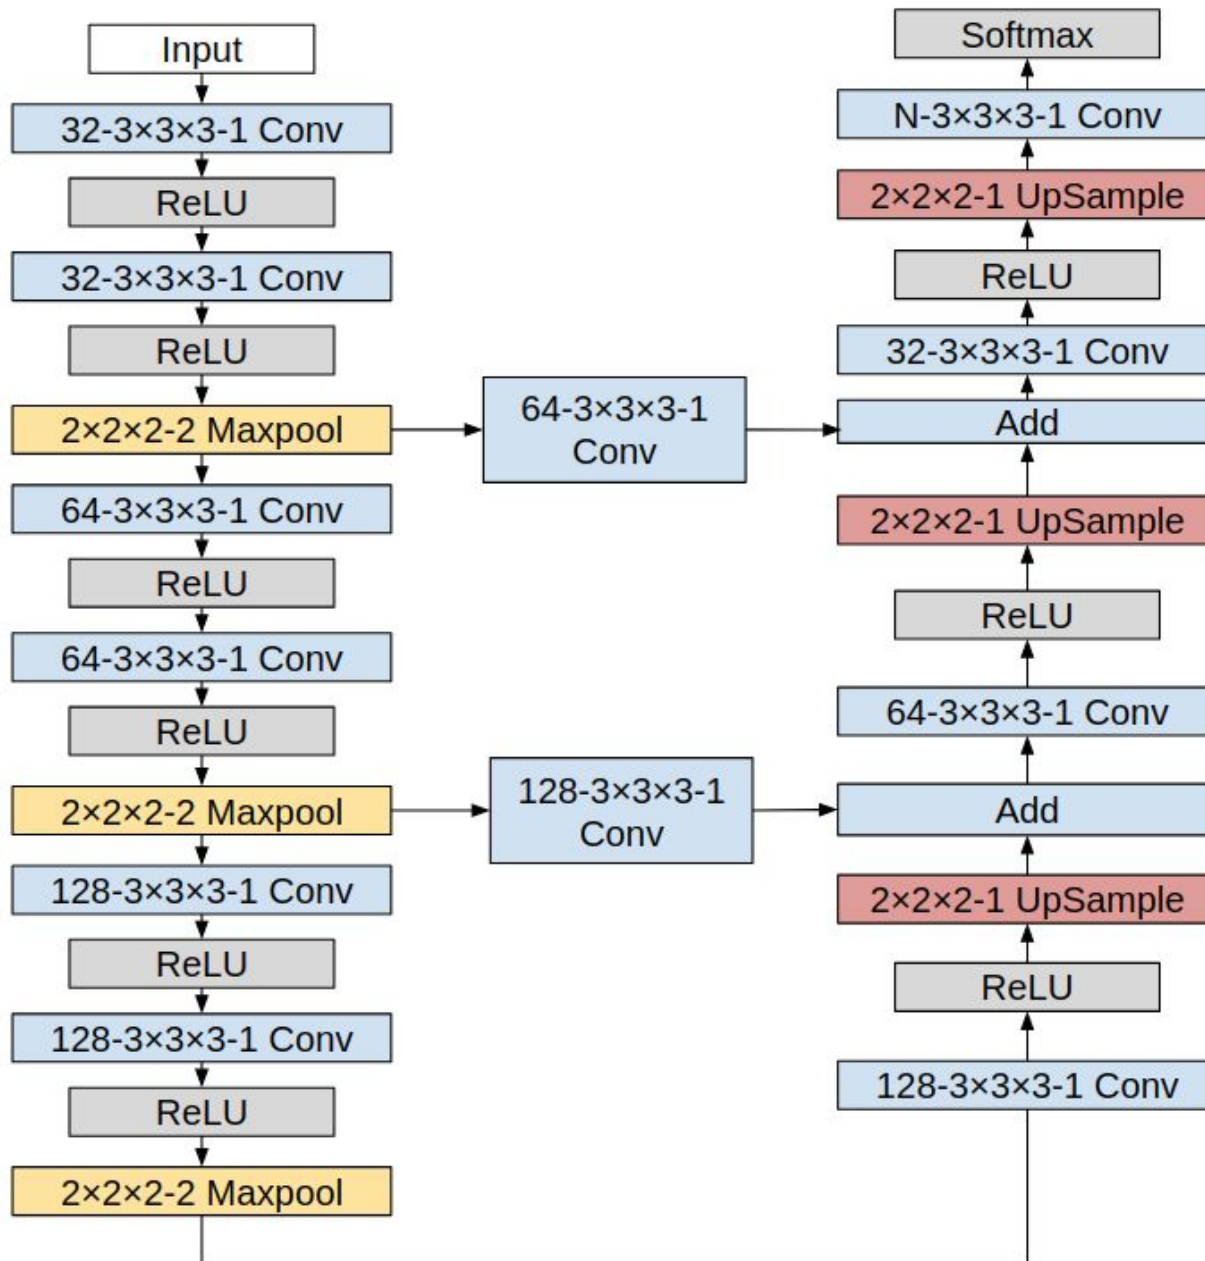 Input
32-3×3×3-1 Conv
ReLU
32-3×3×3-1 Conv
ReLU
2×2×2-2 Maxpool
64-3×3×3-1 Conv
ReLU
64-3×3×3-1 Conv
ReLU
2×2×2-2 Maxpool
128-3×3×3-1 Conv
ReLU
128-3×3×3-1 Conv
ReLU
2×2×2-2 Maxpool
64-3×3×3-1
Conv
128-3×3×3-1
Conv
Softmax
N-3×3×3-1 Conv
2×2×2-1 UpSample
ReLU
32-3×3×3-1 Conv
Add
2×2×2-1 UpSample
ReLU
64-3×3×3-1 Conv
Add
2×2×2-1 UpSample
ReLU
128-3×3×3-1 Conv